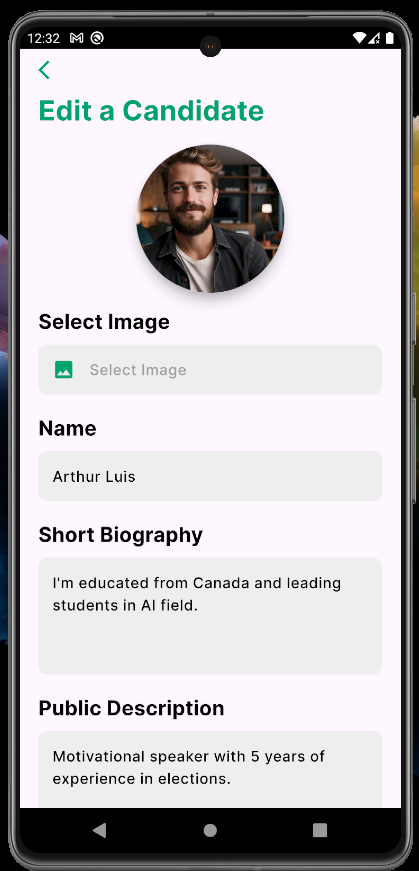 12:32
Edit a Candidate
Select Image
Select Image
Name
Arthur Luis
Short Biography
I'm educated from Canada and leading
students in AI field.
Public Description
Motivational speaker with 5 years of
experience in elections.